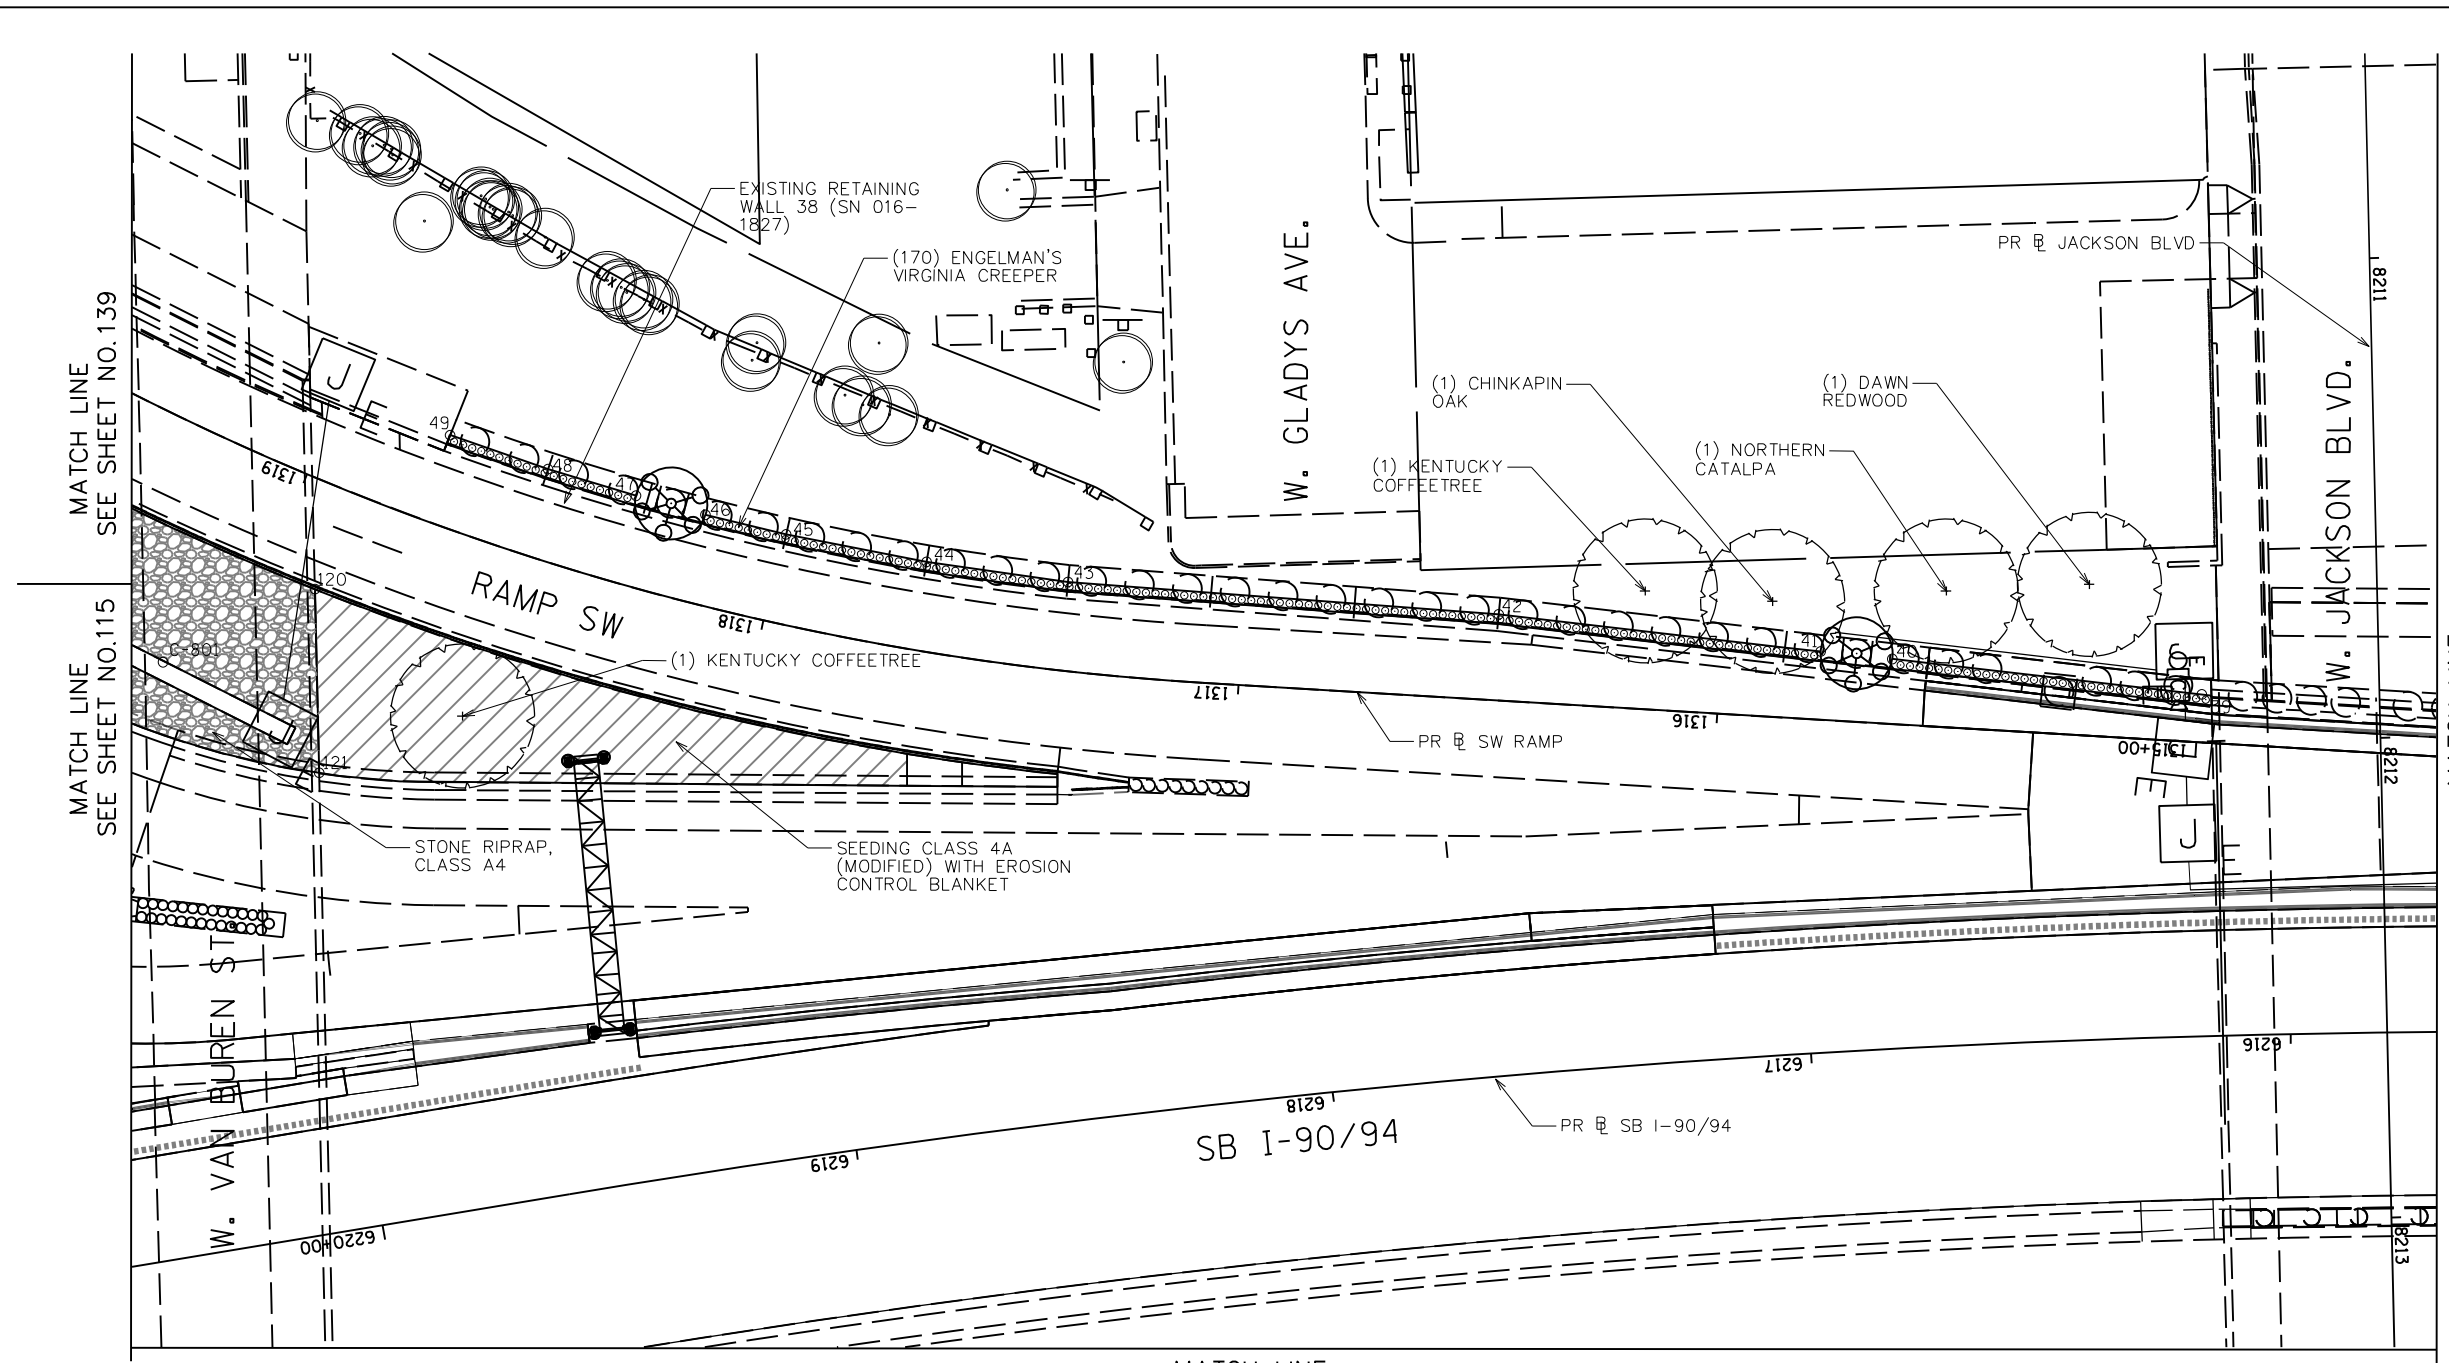 EXISTING RETAINING
WALL 38 (SN 016-
1827)
(170) ENGELMAN'S
VIRGINIA CREEPER
W. GLADYS AVE.
PR ⅊ JACKSON BLVD
8211
MATCH LINE
SEE SHEET NO. 139
J
(1) CHINKAPIN
OAK
(1) DAWN
REDWOOD
(1) NORTHERN
CATALPA
(1) KENTUCKY
COFFEETREE
W. JACKSON BLVD.
49
48
47
46
45
44
43
42
41
40
1319
120
RAMP SW
1318
C-801
(1) KENTUCKY COFFEETREE
1317
1316
1315+00
MATCH LINE
SEE SHEET NO. 115
J
121
PR BL SW RAMP
8212
E
E
J
E
STONE RIPRAP,
CLASS A4
SEEDING CLASS 4A
(MODIFIED) WITH EROSION
CONTROL BLANKET
W. VAN BUREN ST.
6216
6217
6218
SB I-90/94
PR BL SB I-90/94
6219
6220+00
8213
MATCH LINE